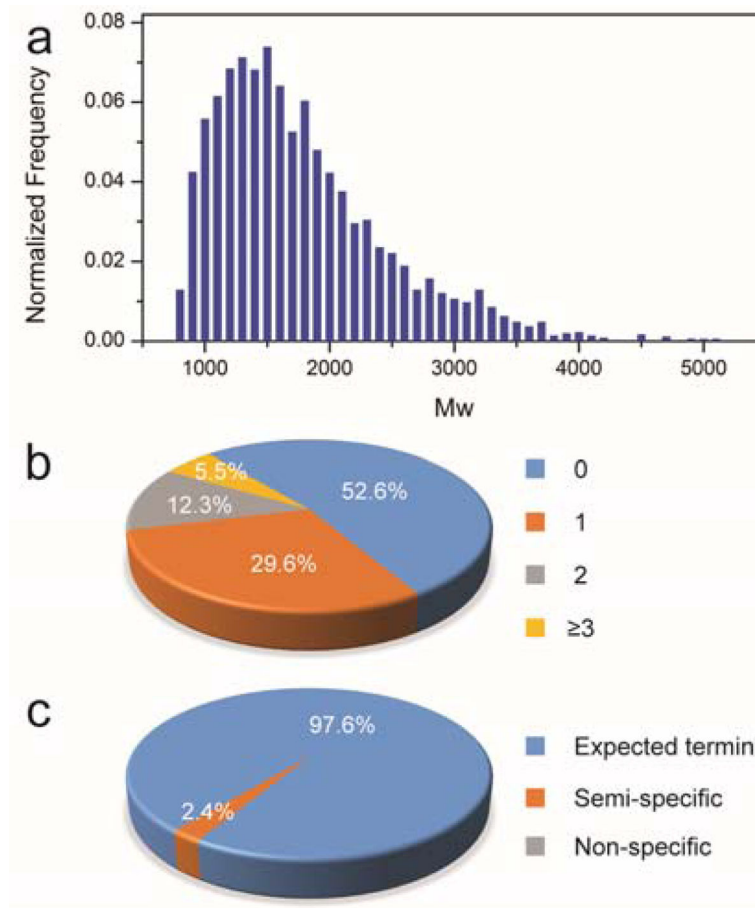 a
0.08
0.06
0.04
0.02
0.00
Normalized Frequency
1000 2000 3000 4000 5000
Mw
b
5.5%
52.6%
12.3%
29.6%
0
1
2
≥3
c
97.6%
2.4%
Expected termin
Semi-specific
Non-specific